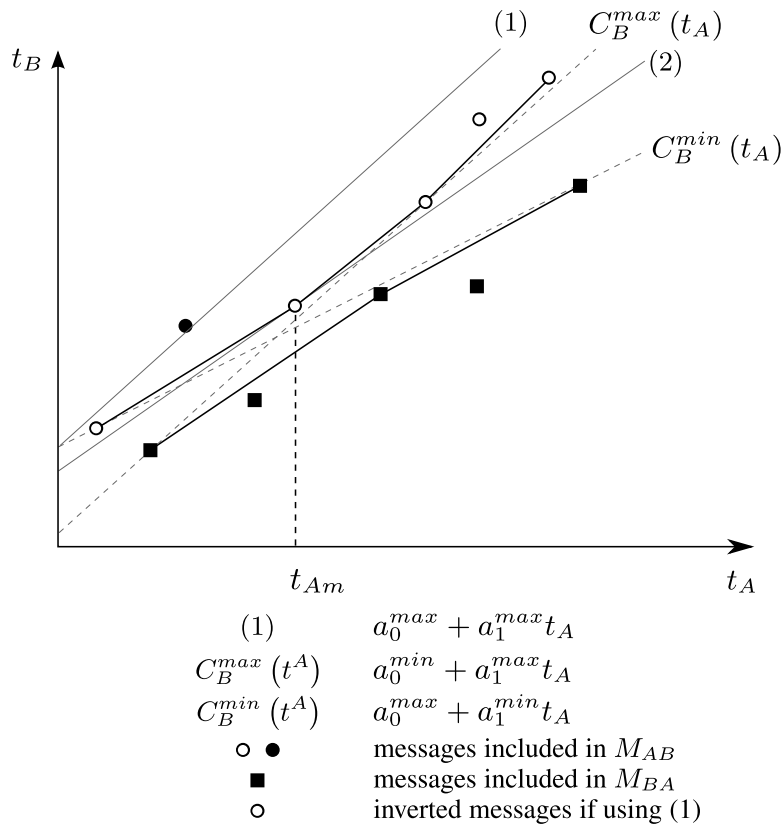 (1)
C_B^{max} (t_A)
t_B
(2)
C_B^{min} (t_A)
t_{Am}
t_A
(1) a_0^{max} + a_1^{max} t_A
C_B^{max} (t^A) a_0^{min} + a_1^{max} t_A
C_B^{min} (t^A) a_0^{max} + a_1^{min} t_A
messages included in M_{AB}
messages included in M_{BA}
inverted messages if using (1)